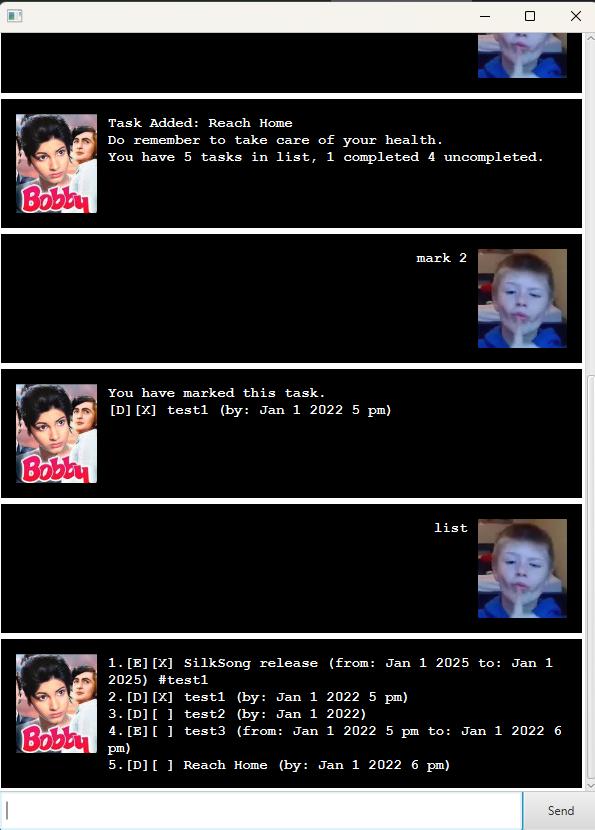 Task Added: Reach Home
Do remember to take care of your health.
You have 5 tasks in list, 1 completed 4 uncompleted.
Bobby
mark 2
You have marked this task.
[D][X] test1 (by: Jan 1 2022 5 pm)
Bobby
list
1.[E][X] SilkSong release (from: Jan 1 2025 to: Jan 1
2025) #test1
2.[D][X] test1 (by: Jan 1 2022 5 pm)
3.[D][ ] test2 (by: Jan 1 2022)
4.[E][ ] test3 (from: Jan 1 2022 5 pm to: Jan 1 2022 6
pm)
5.[D][ ] Reach Home (by: Jan 1 2022 6 pm)
Bobby
Send